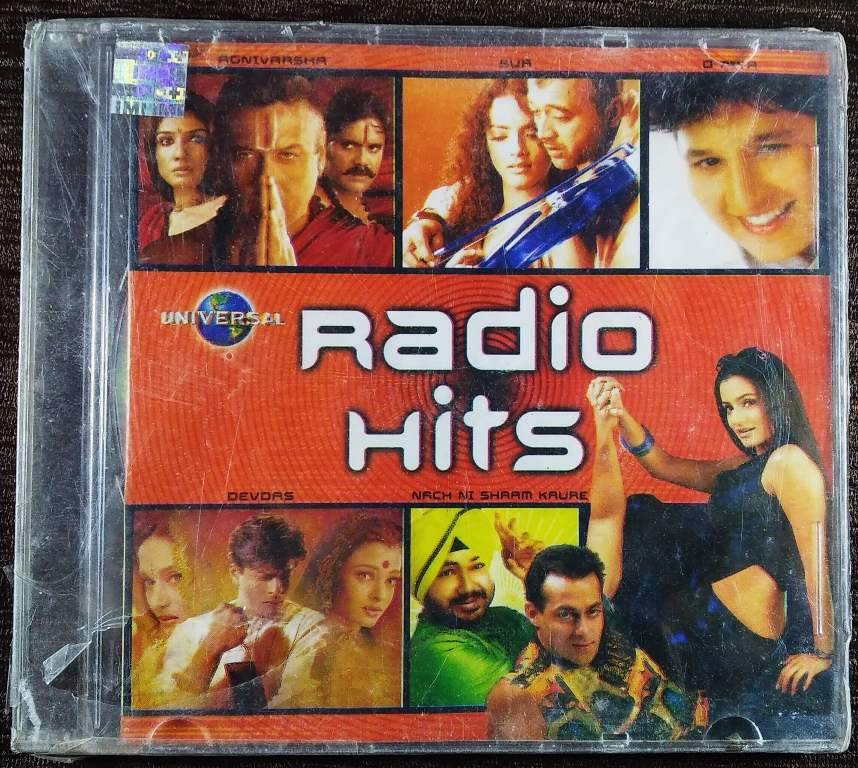 AGNIVARSHA
SUR
UNIVERSAL
Radio
Hits
DEVDAS
NACH NI SHAAM KAURE